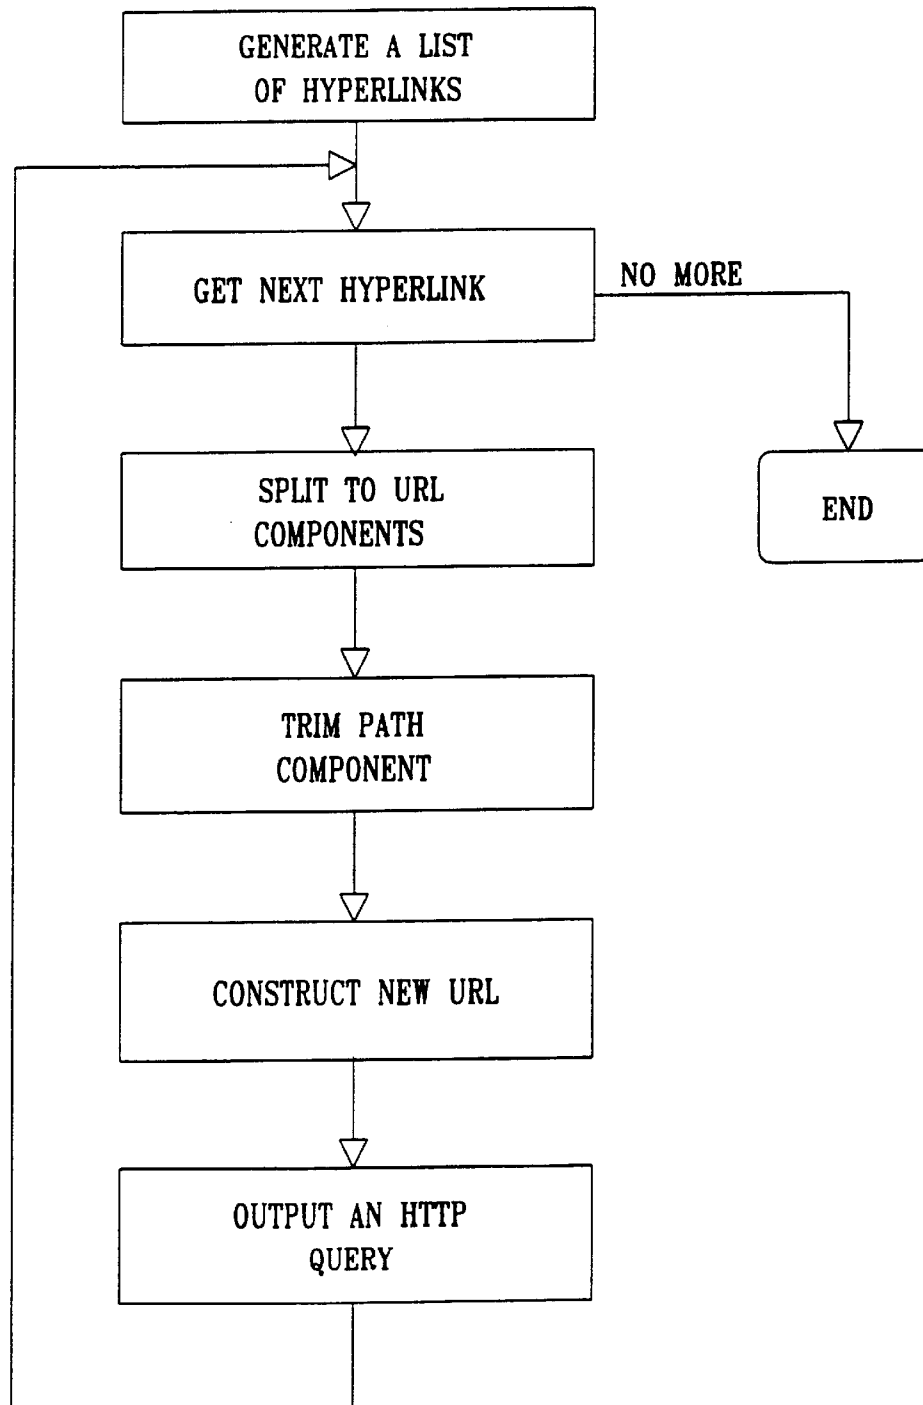 GENERATE A LIST
OF HYPERLINKS
GET NEXT HYPERLINK
NO MORE
SPLIT TO URL
COMPONENTS
END
TRIM PATH
COMPONENT
CONSTRUCT NEW URL
OUTPUT AN HTTP
QUERY